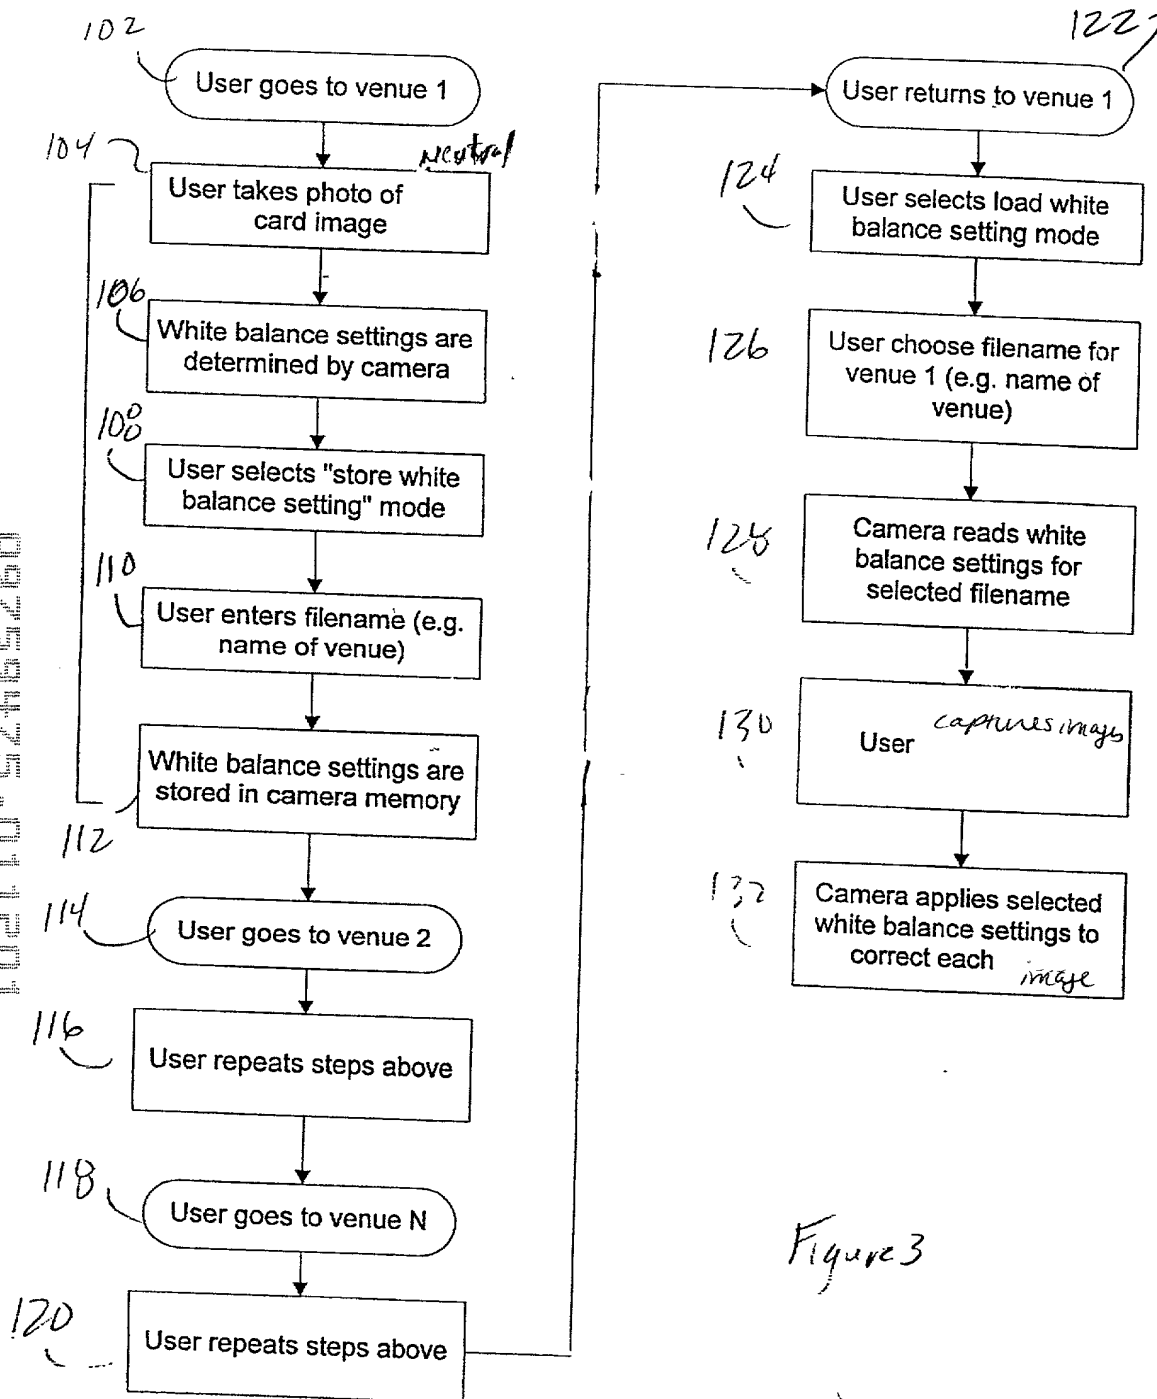 102
User goes to venue 1
104
Neutral
User takes photo of
card image
106
White balance settings are
determined by camera
108
User selects "store white
balance setting" mode
110
User enters filename (e.g.
name of venue)
White balance settings are
stored in camera memory
112
114
User goes to venue 2
116
User repeats steps above
118
User goes to venue N
120
User repeats steps above
122
User returns to venue 1
124
User selects load white
balance setting mode
126
User choose filename for
venue 1 (e.g. name of
venue)
128
Camera reads white
balance settings for
selected filename
130
User captures images
132
Camera applies selected
white balance settings to
correct each image
Figure 3